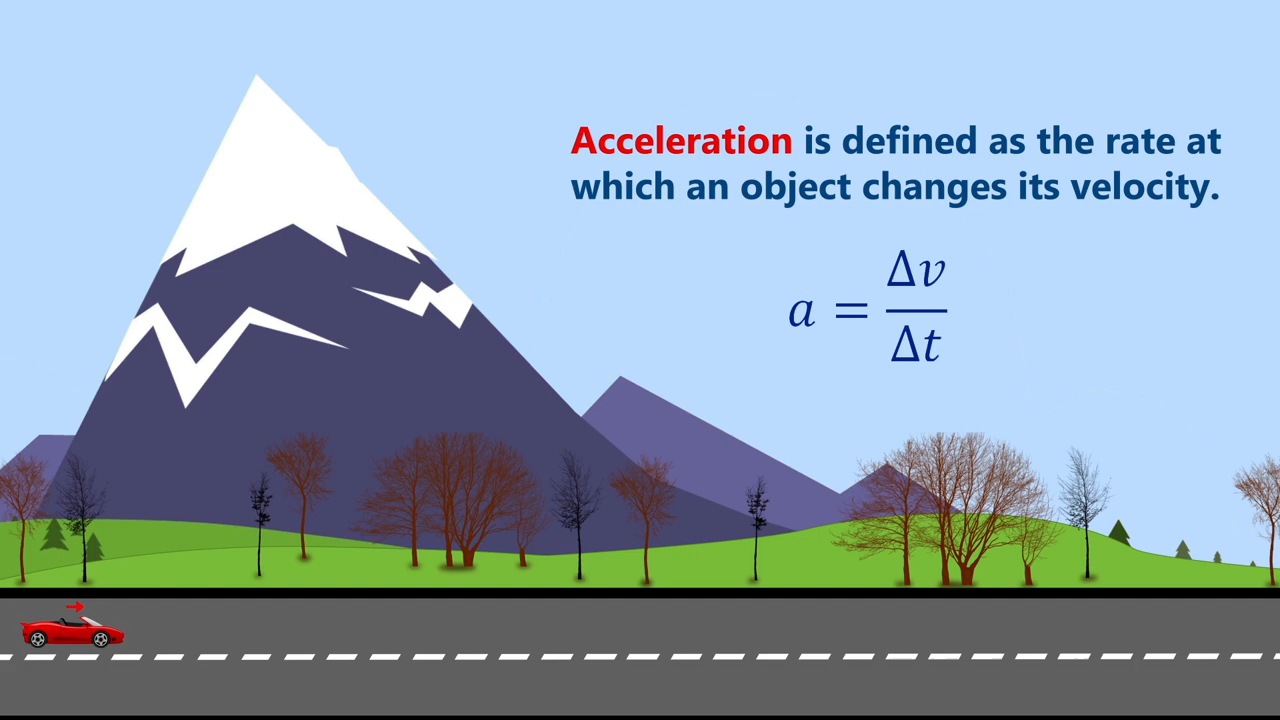 Acceleration is defined as the rate at
which an object changes its velocity.
a = Δv/Δt